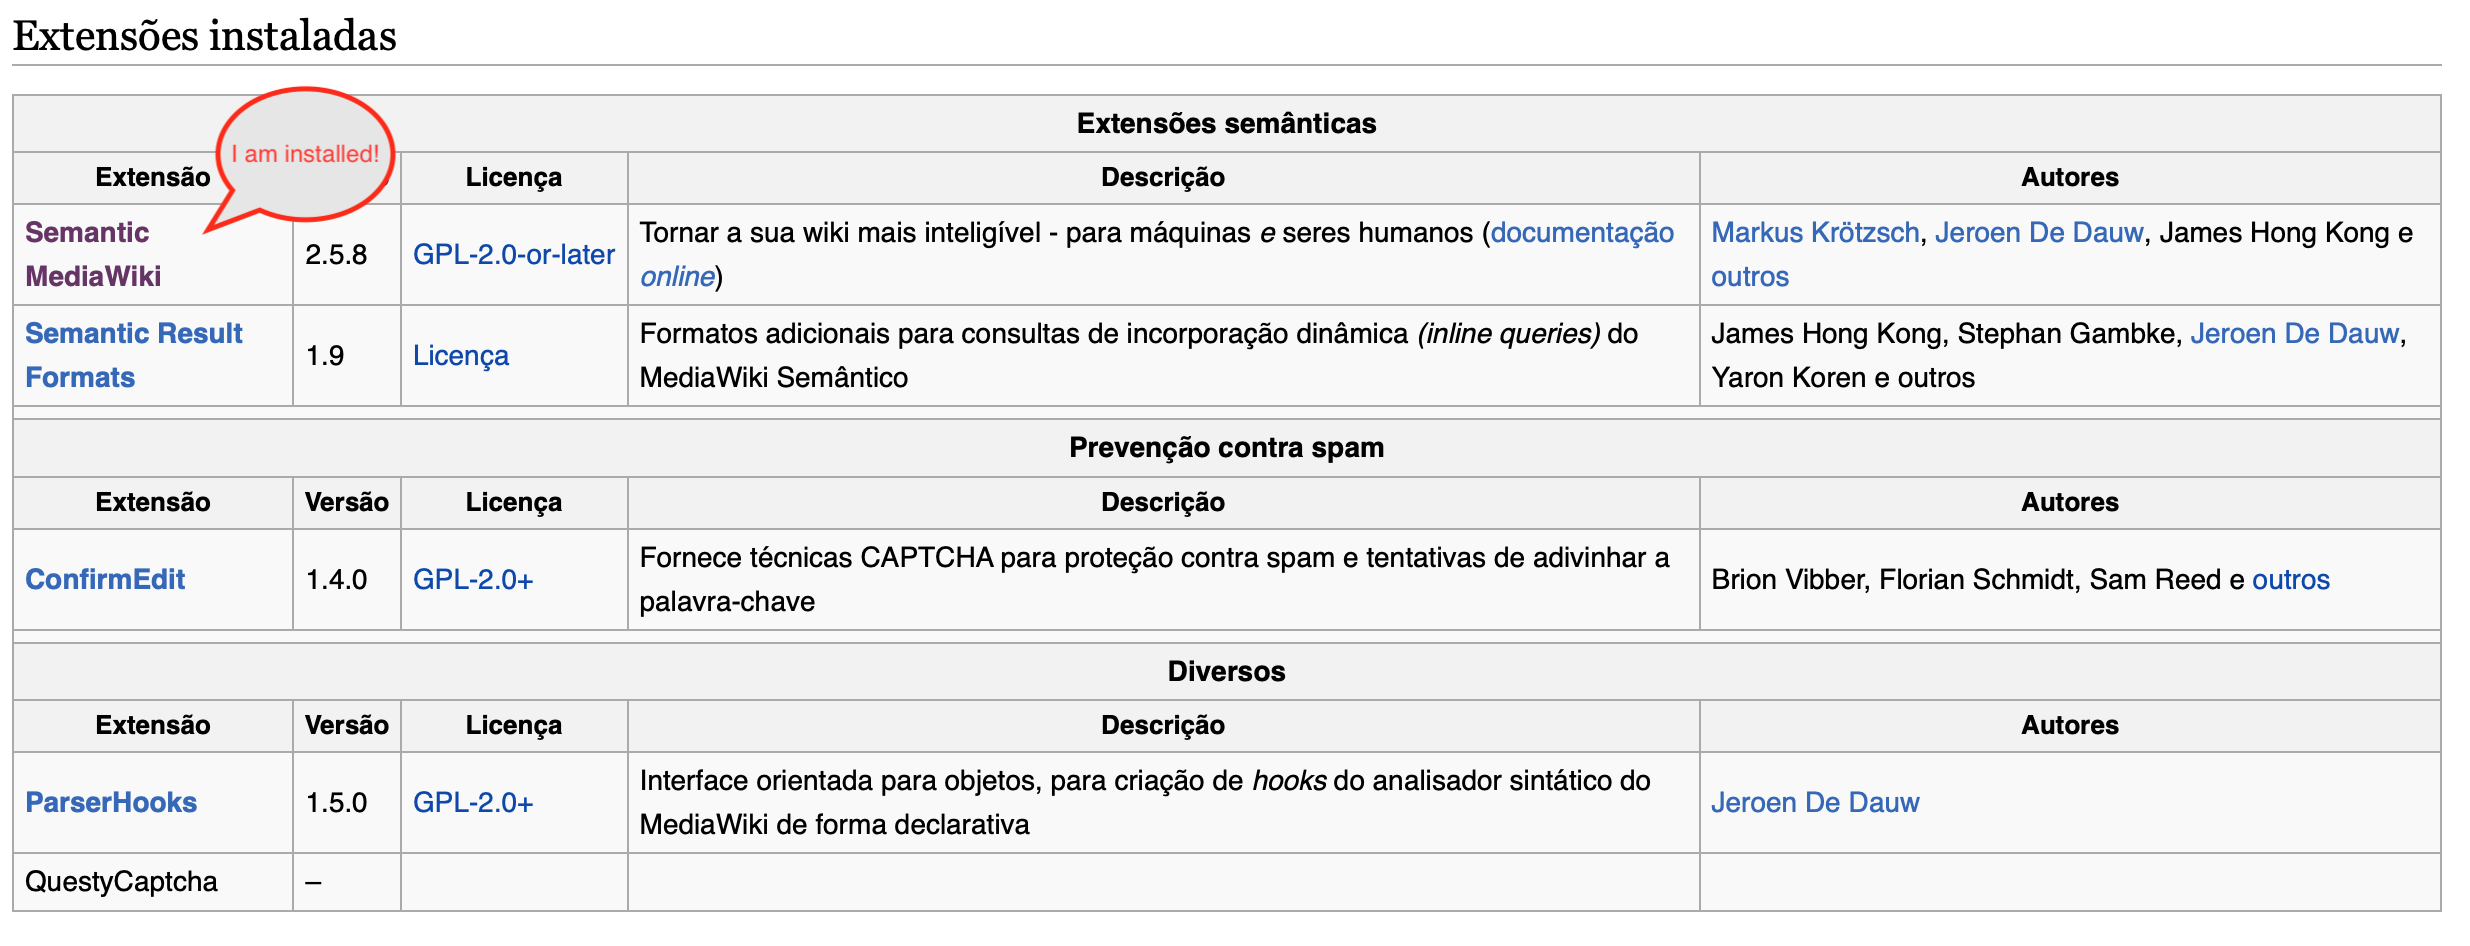 Extensões instaladas
Extensões semânticas
I am installed!
Extensão Licença Descrição Autores
Semantic MediaWiki 2.5.8 GPL-2.0-or-later Tornar a sua wiki mais inteligível - para máquinas e seres humanos (documentação online) Markus Krötzsch, Jeroen De Dauw, James Hong Kong e outros
Semantic Result Formats 1.9 Licença Formatos adicionais para consultas de incorporação dinâmica (inline queries) do MediaWiki Semântico James Hong Kong, Stephan Gambke, Jeroen De Dauw, Yaron Koren e outros
Prevenção contra spam
Extensão Versão Licença Descrição Autores
ConfirmEdit 1.4.0 GPL-2.0+ Fornece técnicas CAPTCHA para proteção contra spam e tentativas de adivinhar a palavra-chave Brion Vibber, Florian Schmidt, Sam Reed e outros
Diversos
Extensão Versão Licença Descrição Autores
ParserHooks 1.5.0 GPL-2.0+ Interface orientada para objetos, para criação de hooks do analisador sintático do MediaWiki de forma declarativa Jeroen De Dauw
QuestyCaptcha –